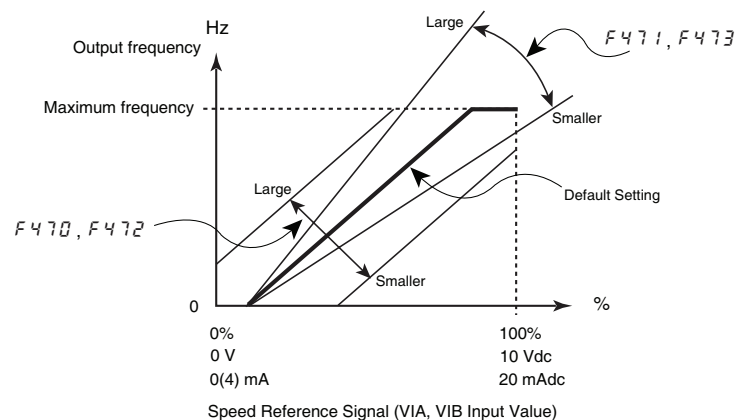 Hz
Output frequency
Large
F471, F473
Maximum frequency
Smaller
Large
Default Setting
F470, F472
Smaller
0
%
0%
100%
0 V
10 Vdc
0(4) mA
20 mAdc
Speed Reference Signal (VIA, VIB Input Value)